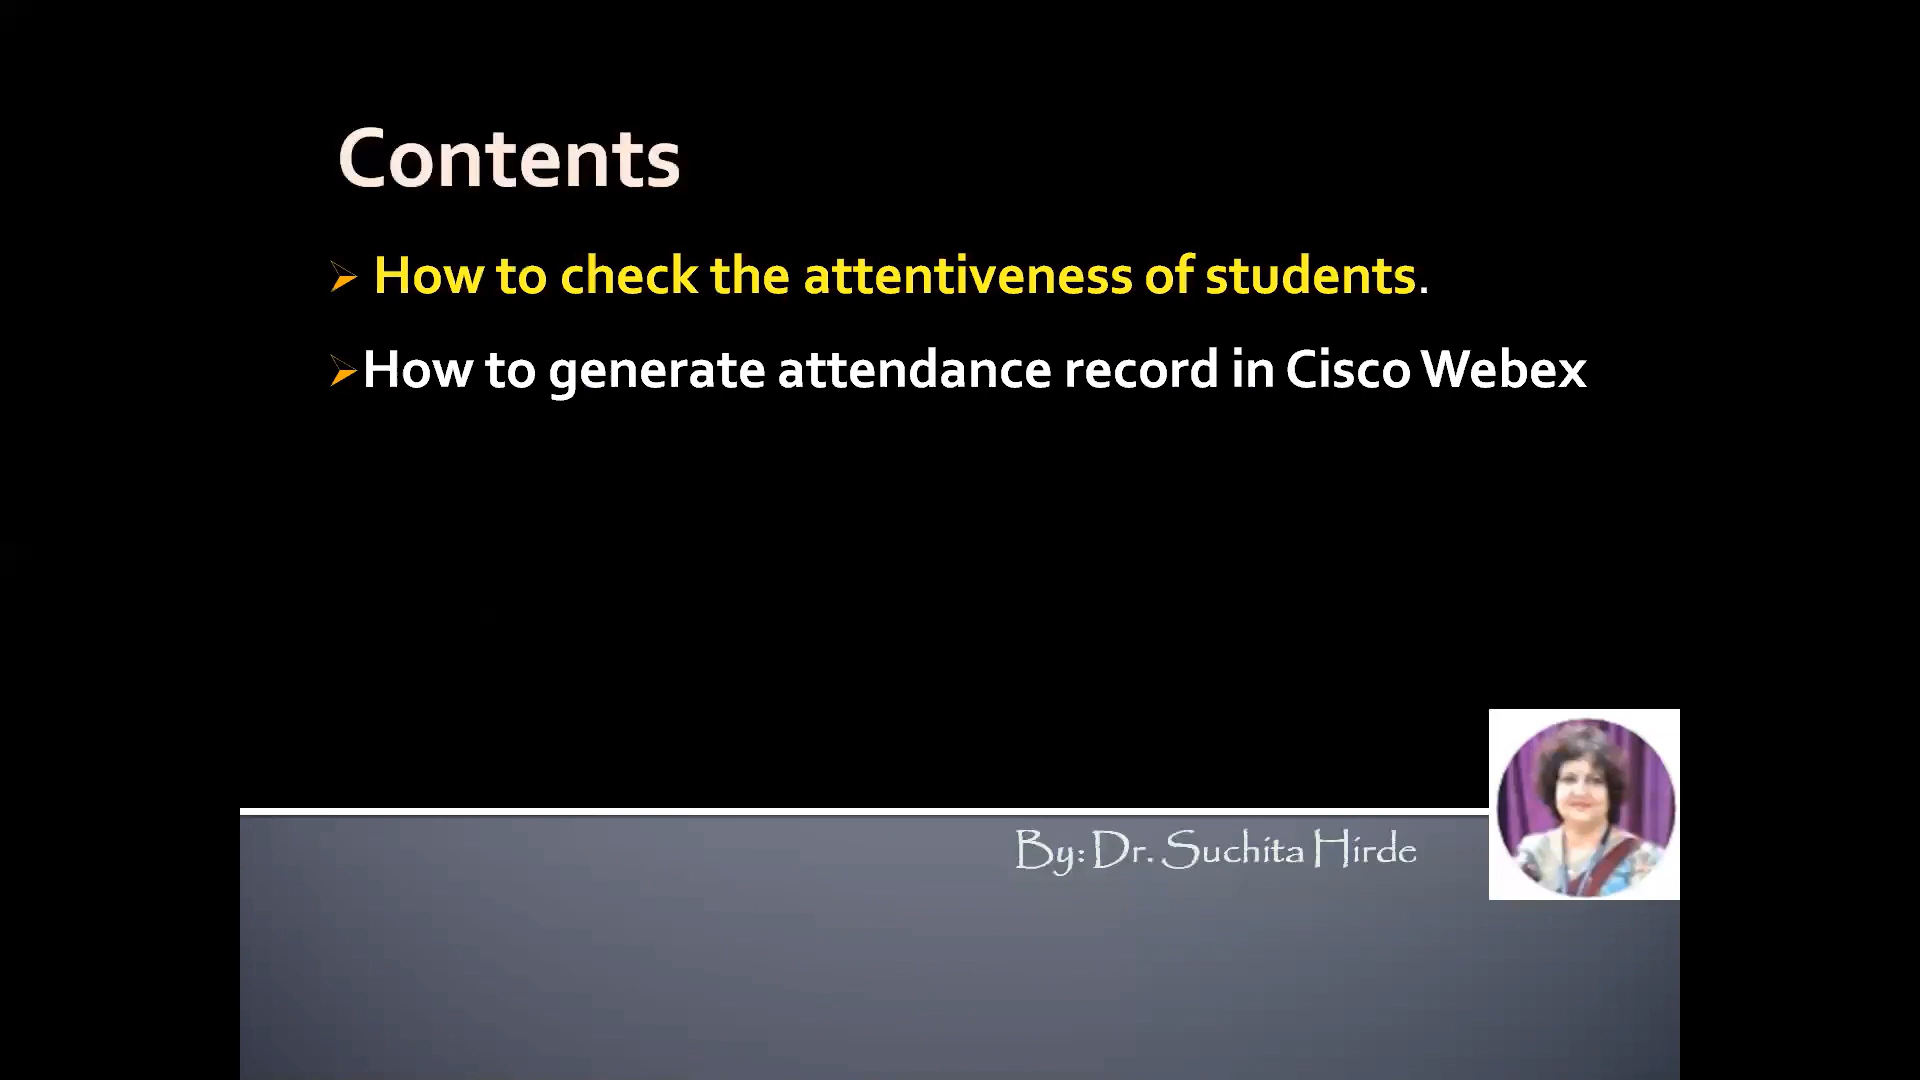 Contents
How to check the attentiveness of students.
How to generate attendance record in Cisco Webex
By: Dr. Suchita Hirde